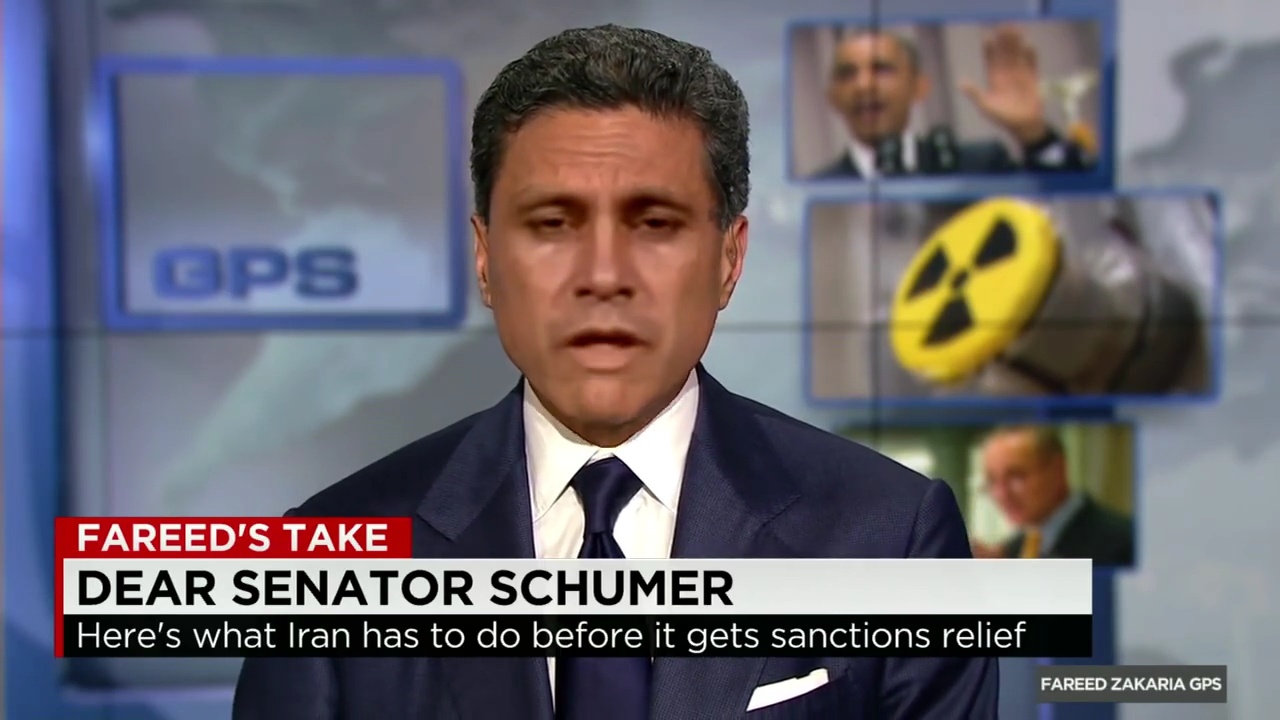 GPS
FAREED'S TAKE
DEAR SENATOR SCHUMER
Here's what Iran has to do before it gets sanctions relief
FAREED ZAKARIA GPS